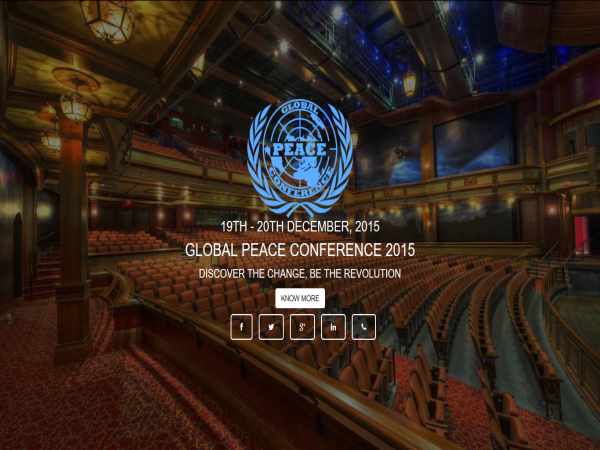 GLOBAL
PEACE
CONFERENCE
19TH - 20TH DECEMBER, 2015
GLOBAL PEACE CONFERENCE 2015
DISCOVER THE CHANGE, BE THE REVOLUTION
KNOW MORE